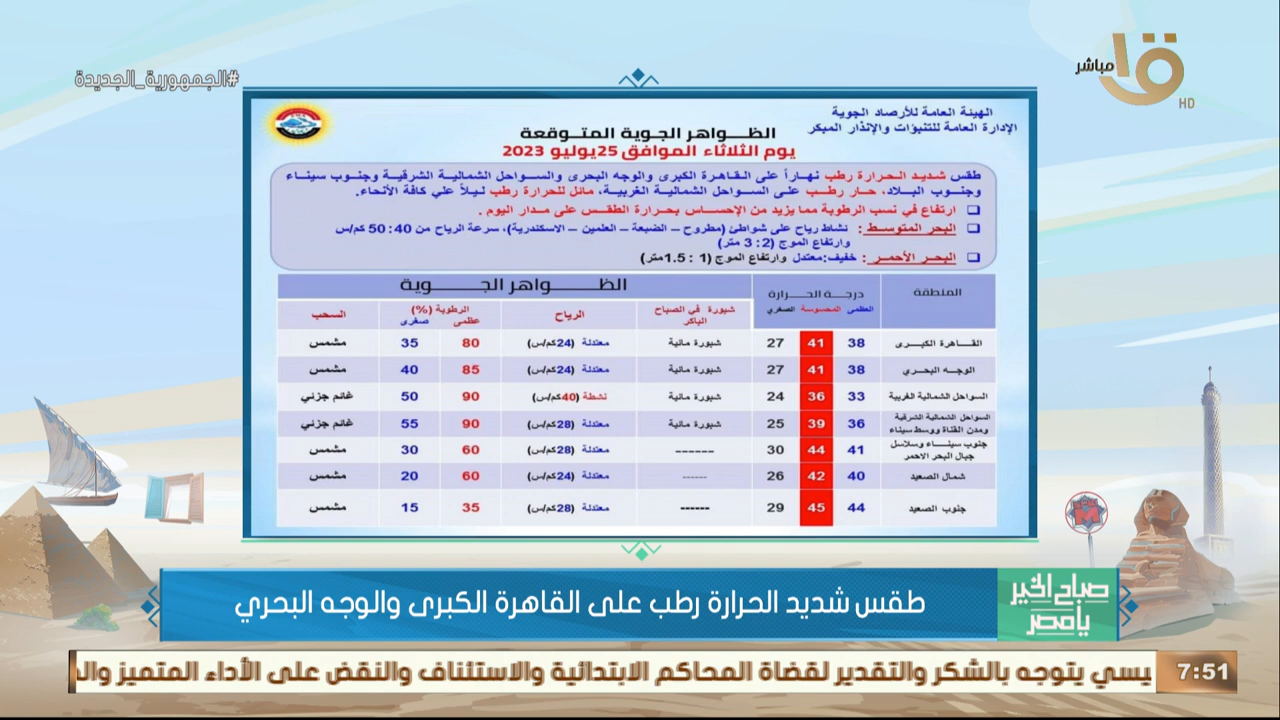 #الجمهورية_الجديدة
مباشر
HD
الهيئة العامة للأرصاد الجوية
الإدارة العامة للتنبؤات والإنذار المبكر
الظـــواهر الجوية المتوقعة
يوم الثلاثاء الموافق 25يوليو 2023
طقس شديد الحرارة رطب نهاراً على القاهرة الكبرى والوجه البحرى والسواحل الشمالية الشرقية وجنوب سيناء
وجنوب البلاد، حار رطب على السواحل الشمالية الغربية، مائل للحرارة رطب ليلاً علي كافة الأنحاء.
ارتفاع في نسب الرطوبة مما يزيد من الإحساس بحرارة الطقس على مدار اليوم .
البحر المتوسط : نشاط رياح على شواطئ (مطروح – الضبعة – العلمين – الاسكندرية)، سرعة الرياح من 40: 50 كم/س
وارتفاع الموج (2: 3 متر)
البحر الأحمر : خفيف:معتدل وارتفاع الموج (1 : 1.5متر)
المنطقة درجة الحرارة الظـــواهر الجـــوية
العظمى المحسوسة الصغري شبورة في الصباح الباكر الرياح الرطوبة (%) عظمى صغرى السحب
القاهرة الكبرى 38 41 27 شبورة مائية معتدلة (24كم/س) 80 35 مشمس
الوجه البحري 38 41 27 شبورة مائية معتدلة (24كم/س) 85 40 مشمس
السواحل الشمالية الغربية 33 36 24 شبورة مائية نشطة (40كم/س) 90 50 غائم جزئي
السواحل الشمالية الشرقية ومدن القناة ووسط سيناء 36 39 25 شبورة مائية معتدلة (28كم/س) 90 55 غائم جزئي
جنوب سيناء وسلاسل جبال البحر الاحمر 41 44 30 ------ معتدلة (28كم/س) 60 30 مشمس
شمال الصعيد 40 42 26 ------ معتدلة (24كم/س) 60 20 مشمس
جنوب الصعيد 44 45 29 ------ معتدلة (28كم/س) 35 15 مشمس
صباح الخير
يا مصر
طقس شديد الحرارة رطب على القاهرة الكبرى والوجه البحري
7:51
يسي يتوجه بالشكر والتقدير لقضاة المحاكم الابتدائية والاستئناف والنقض على الأداء المتميز وال